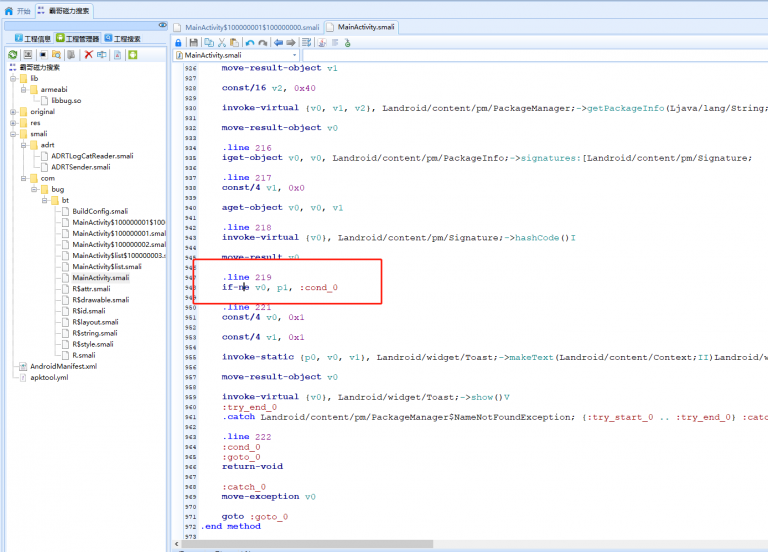 开始
霸哥磁力搜索
工程信息
工程管理器
工程搜索
霸哥磁力搜索
lib
armeabi
libbug.so
original
res
smali
adrt
ADRTLogCatReader.smali
ADRTSender.smali
com
bug
bt
BuildConfig.smali
MainActivity$100000001$100
MainActivity$100000001.smal
MainActivity$100000002.smal
MainActivity$list$100000003.s
MainActivity$list.smali
MainActivity.smali
R$attr.smali
R$drawable.smali
R$id.smali
R$layout.smali
R$string.smali
R$style.smali
R.smali
AndroidManifest.xml
apktool.yml
MainActivity$100000001$100000000.smali
MainActivity.smali
MainActivity.smali
926 move-result-object v1
927
928 const/16 v2, 0x40
929
930 invoke-virtual {v0, v1, v2}, Landroid/content/pm/PackageManager;->getPackageInfo(Ljava/lang/String;
931
932 move-result-object v0
933
934 .line 216
935 iget-object v0, v0, Landroid/content/pm/PackageInfo;->signatures:[Landroid/content/pm/Signature;
936
937 .line 217
938 const/4 v1, 0x0
939
940 aget-object v0, v0, v1
941
942 .line 218
943 invoke-virtual {v0}, Landroid/content/pm/Signature;->hashCode()I
944
945 move-result v0
946
947 .line 219
948 if-ne v0, p1, :cond_0
949
950 .line 221
951 const/4 v0, 0x1
952
953 const/4 v1, 0x1
954
955 invoke-static {p0, v0, v1}, Landroid/widget/Toast;->makeText(Landroid/content/Context;II)Landroid/w
956
957 move-result-object v0
958
959 invoke-virtual {v0}, Landroid/widget/Toast;->show()V
960 :try_end_0
961 .catch Landroid/content/pm/PackageManager$NameNotFoundException; {:try_start_0 .. :try_end_0} :catc
962
963 .line 222
964 :cond_0
965 :goto_0
966 return-void
967
968 :catch_0
969 move-exception v0
970
971 goto :goto_0
972 .end method
973